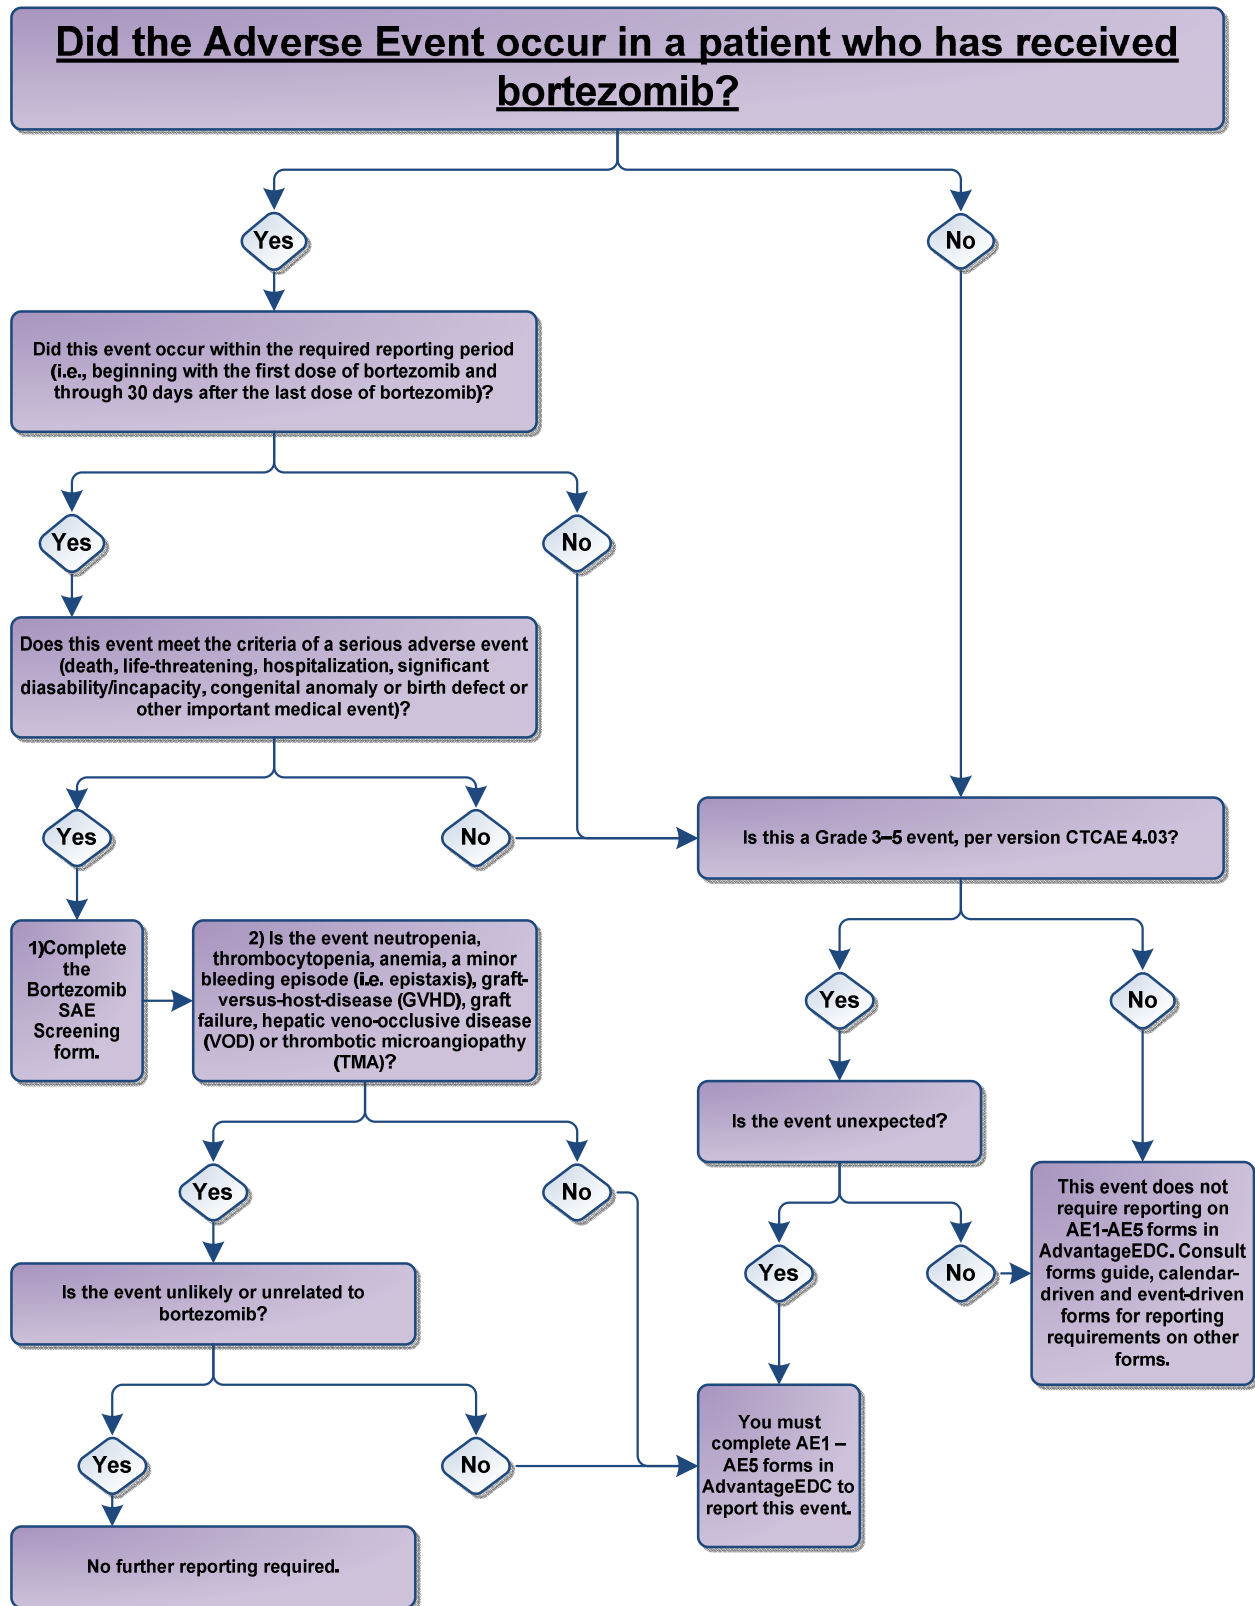 Did the Adverse Event occur in a patient who has received
bortezomib?
Yes
No
Did this event occur within the required reporting period
(i.e., beginning with the first dose of bortezomib and
through 30 days after the last dose of bortezomib)?
Yes
No
Does this event meet the criteria of a serious adverse event
(death, life-threatening, hospitalization, significant
diasability/incapacity, congenital anomaly or birth defect or
other important medical event)?
Yes
No
Is this a Grade 3–5 event, per version CTCAE 4.03?
1)Complete
the
Bortezomib
SAE
Screening
form.
2) Is the event neutropenia,
thrombocytopenia, anemia, a minor
bleeding episode (i.e. epistaxis), graft-
versus-host-disease (GVHD), graft
failure, hepatic veno-occlusive disease
(VOD) or thrombotic microangiopathy
(TMA)?
Yes
No
Is the event unexpected?
Yes
No
This event does not
require reporting on
AE1-AE5 forms in
AdvantageEDC. Consult
forms guide, calendar-
driven and event-driven
forms for reporting
requirements on other
forms.
Yes
No
Is the event unlikely or unrelated to
bortezomib?
Yes
No
You must
complete AE1 –
AE5 forms in
AdvantageEDC to
report this event.
No further reporting required.